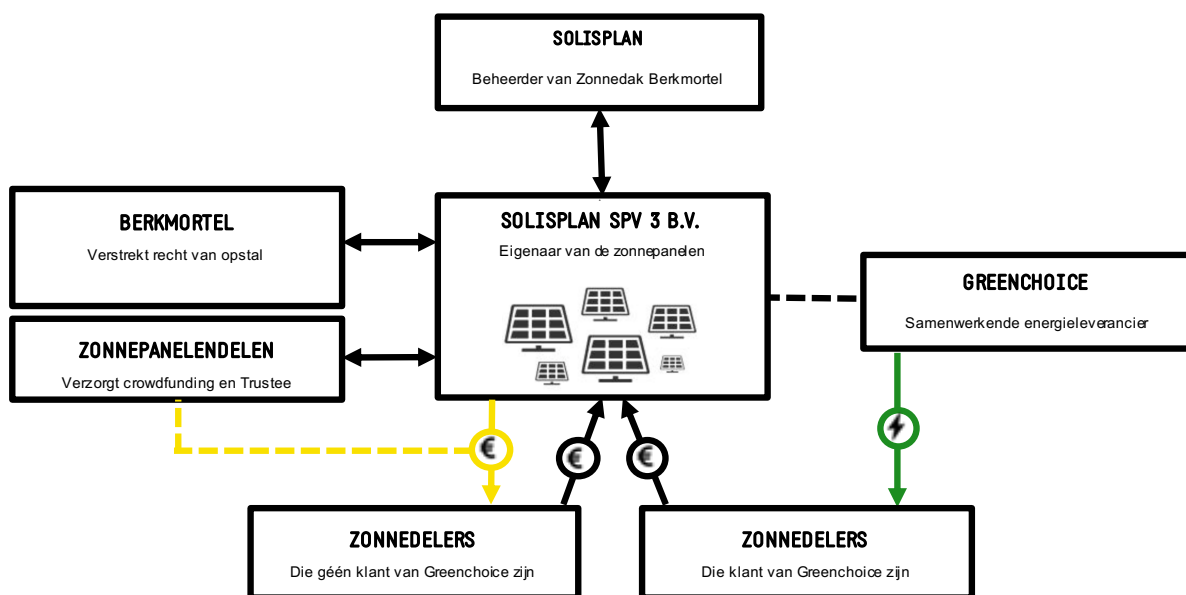 SOLISPLAN
Beheerder van Zonnedak Berkmortel
BERKMORTEL
Verstrekt recht van opstal
SOLISPLAN SPV 3 B.V.
Eigenaar van de zonnepanelen
GREENCHOICE
Samenwerkende energieleverancier
ZONNEPANELENDELEN
Verzorgt crowdfunding en Trustee
€
€
€
ZONNEDELERS
Die géén klant van Greenchoice zijn
ZONNEDELERS
Die klant van Greenchoice zijn